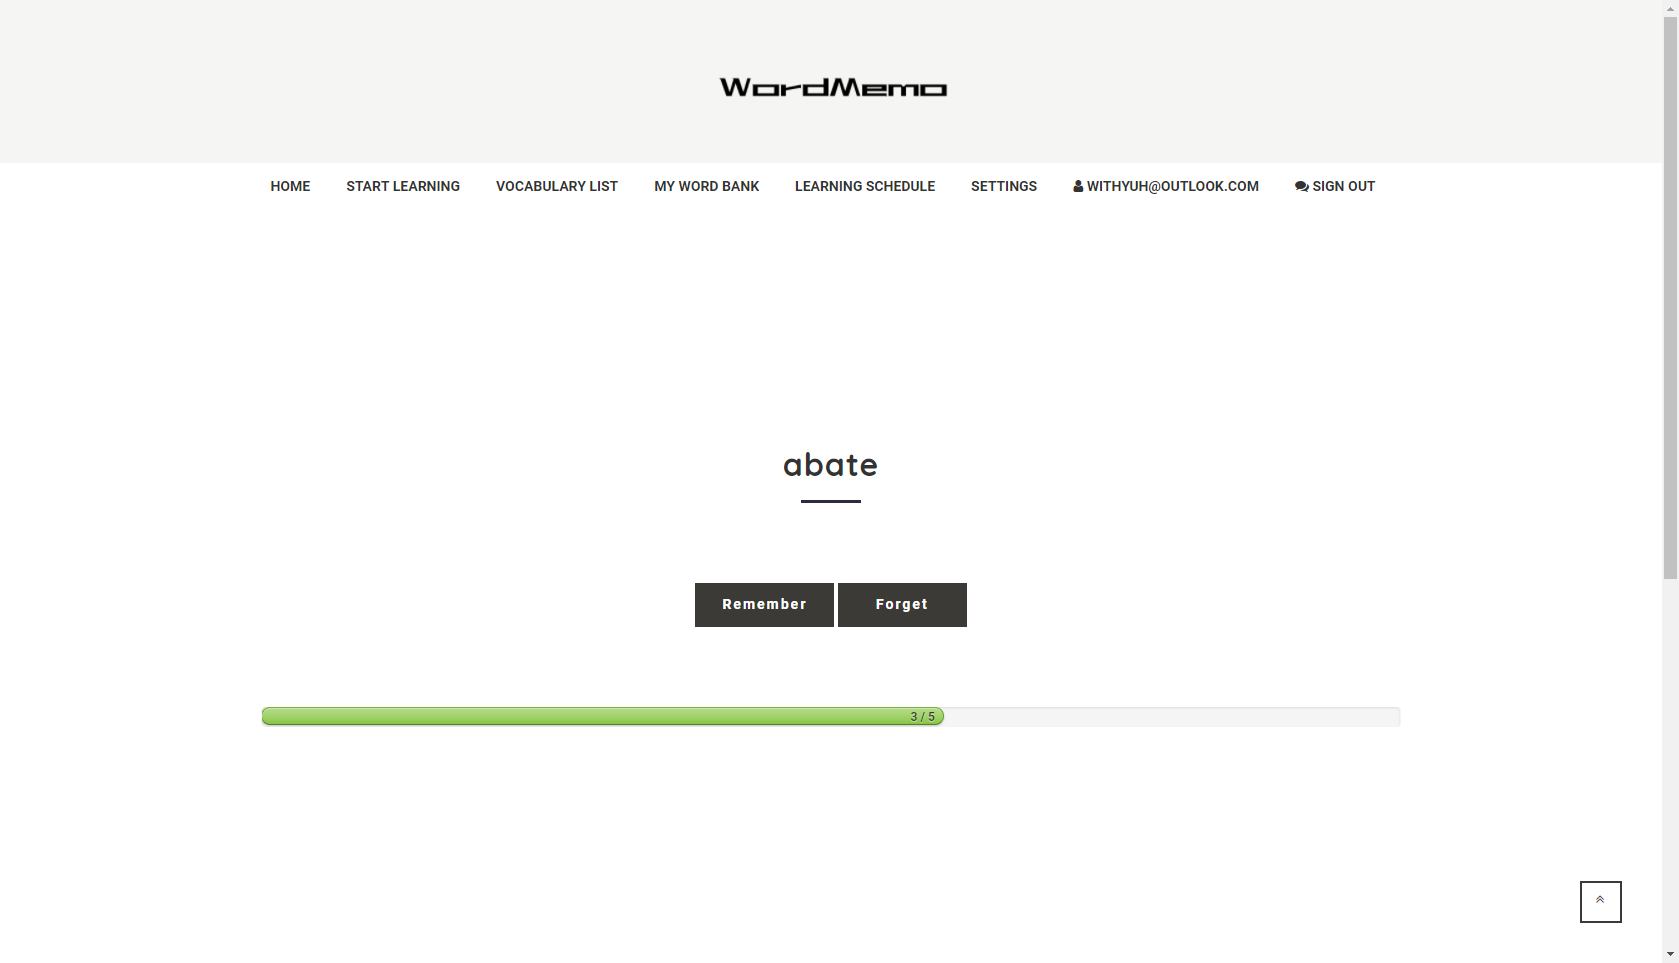 WordMemo
HOME START LEARNING VOCABULARY LIST MY WORD BANK LEARNING SCHEDULE SETTINGS WITHYUH@OUTLOOK.COM SIGN OUT
abate
Remember Forget
3 / 5